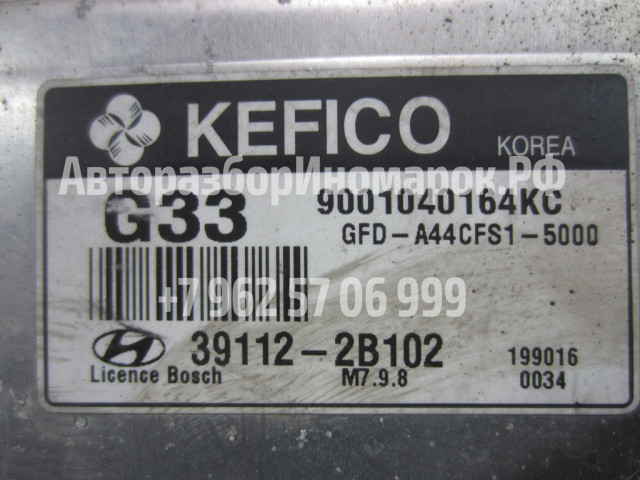 KEFICO
KOREA
АвторазборИномарок.РФ
G33
9001040164KC
GFD-A44CFS1-5000
+7 962 57 06 999
39112-2B102
199016
Licence Bosch
M7.9.8
0034